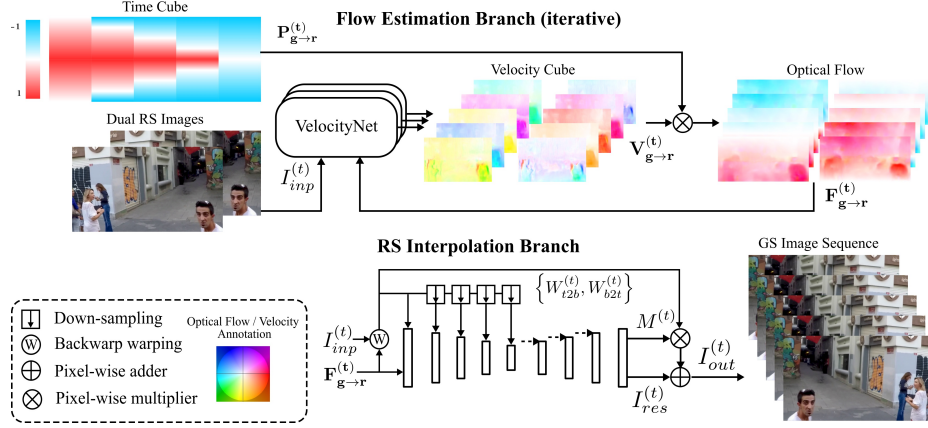 Time Cube
Flow Estimation Branch (iterative)
-1
1
P_{g→r}^{(t)}
Velocity Cube
Optical Flow
VelocityNet
Dual RS Images
I_{inp}^{(t)}
V_{g→r}^{(t)}
F_{g→r}^{(t)}
RS Interpolation Branch
GS Image Sequence
{W_{t2b}^{(t)}, W_{b2t}^{(t)}}
Down-sampling
Backwarp warping
Pixel-wise adder
Pixel-wise multiplier
Optical Flow / Velocity
Annotation
W
I_{inp}^{(t)}
W
F_{g→r}^{(t)}
M^{(t)}
I_{out}^{(t)}
I_{res}^{(t)}